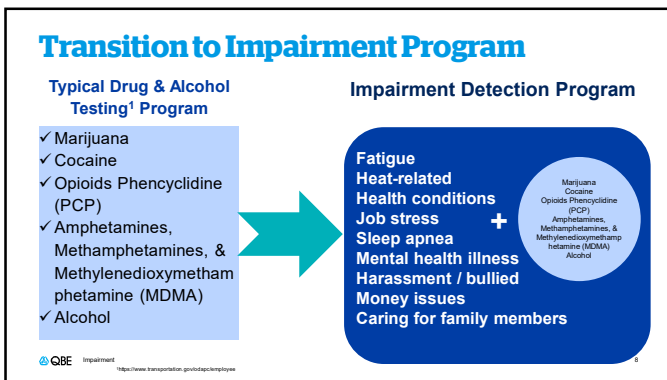 Transition to Impairment Program
Typical Drug & Alcohol
Testing¹ Program
✓ Marijuana
✓ Cocaine
✓ Opioids Phencyclidine
(PCP)
✓ Amphetamines,
Methamphetamines, &
Methylenedioxymetham
phetamine (MDMA)
✓ Alcohol
Impairment Detection Program
Fatigue
Heat-related
Health conditions
Job stress
Sleep apnea
Mental health illness
Harassment / bullied
Money issues
Caring for family members
+
Marijuana
Cocaine
Opioids Phencyclidine
(PCP)
Amphetamines,
Methamphetamines, &
Methylenedioxymethamp
hetamine (MDMA)
Alcohol
QBE
Impairment
¹https://www.transportation.gov/odapc/employee
8